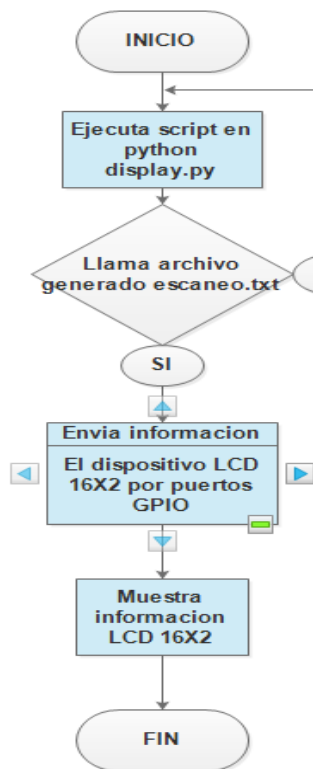 INICIO
Ejecuta script en
python
display.py
Llama archivo
generado escaneo.txt
SI
Envia informacion
El dispositivo LCD
16X2 por puertos
GPIO
Muestra
informacion
LCD 16X2
FIN